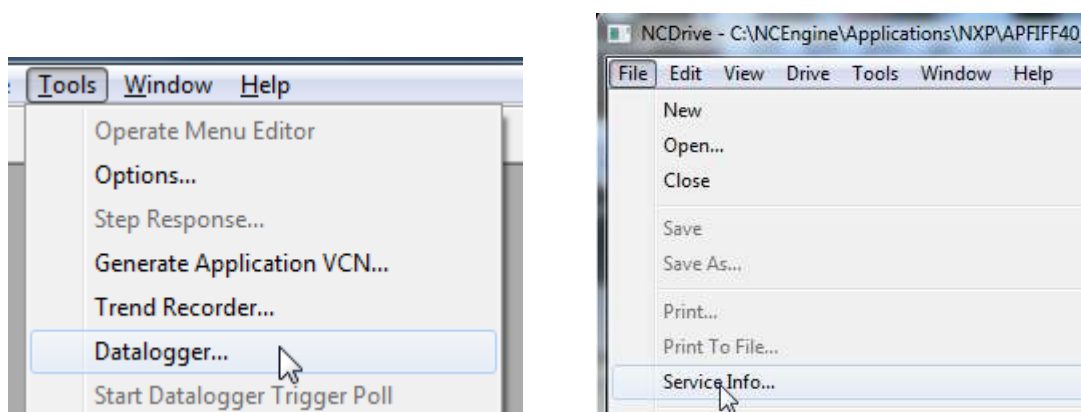 Tools Window Help
Operate Menu Editor
Options...
Step Response...
Generate Application VCN...
Trend Recorder...
Datalogger...
Start Datalogger Trigger Poll
NCDrive - C:\NCEngine\Applications\NXP\APFIFF40
File Edit View Drive Tools Window Help
New
Open...
Close
Save
Save As...
Print...
Print To File...
Service Info...